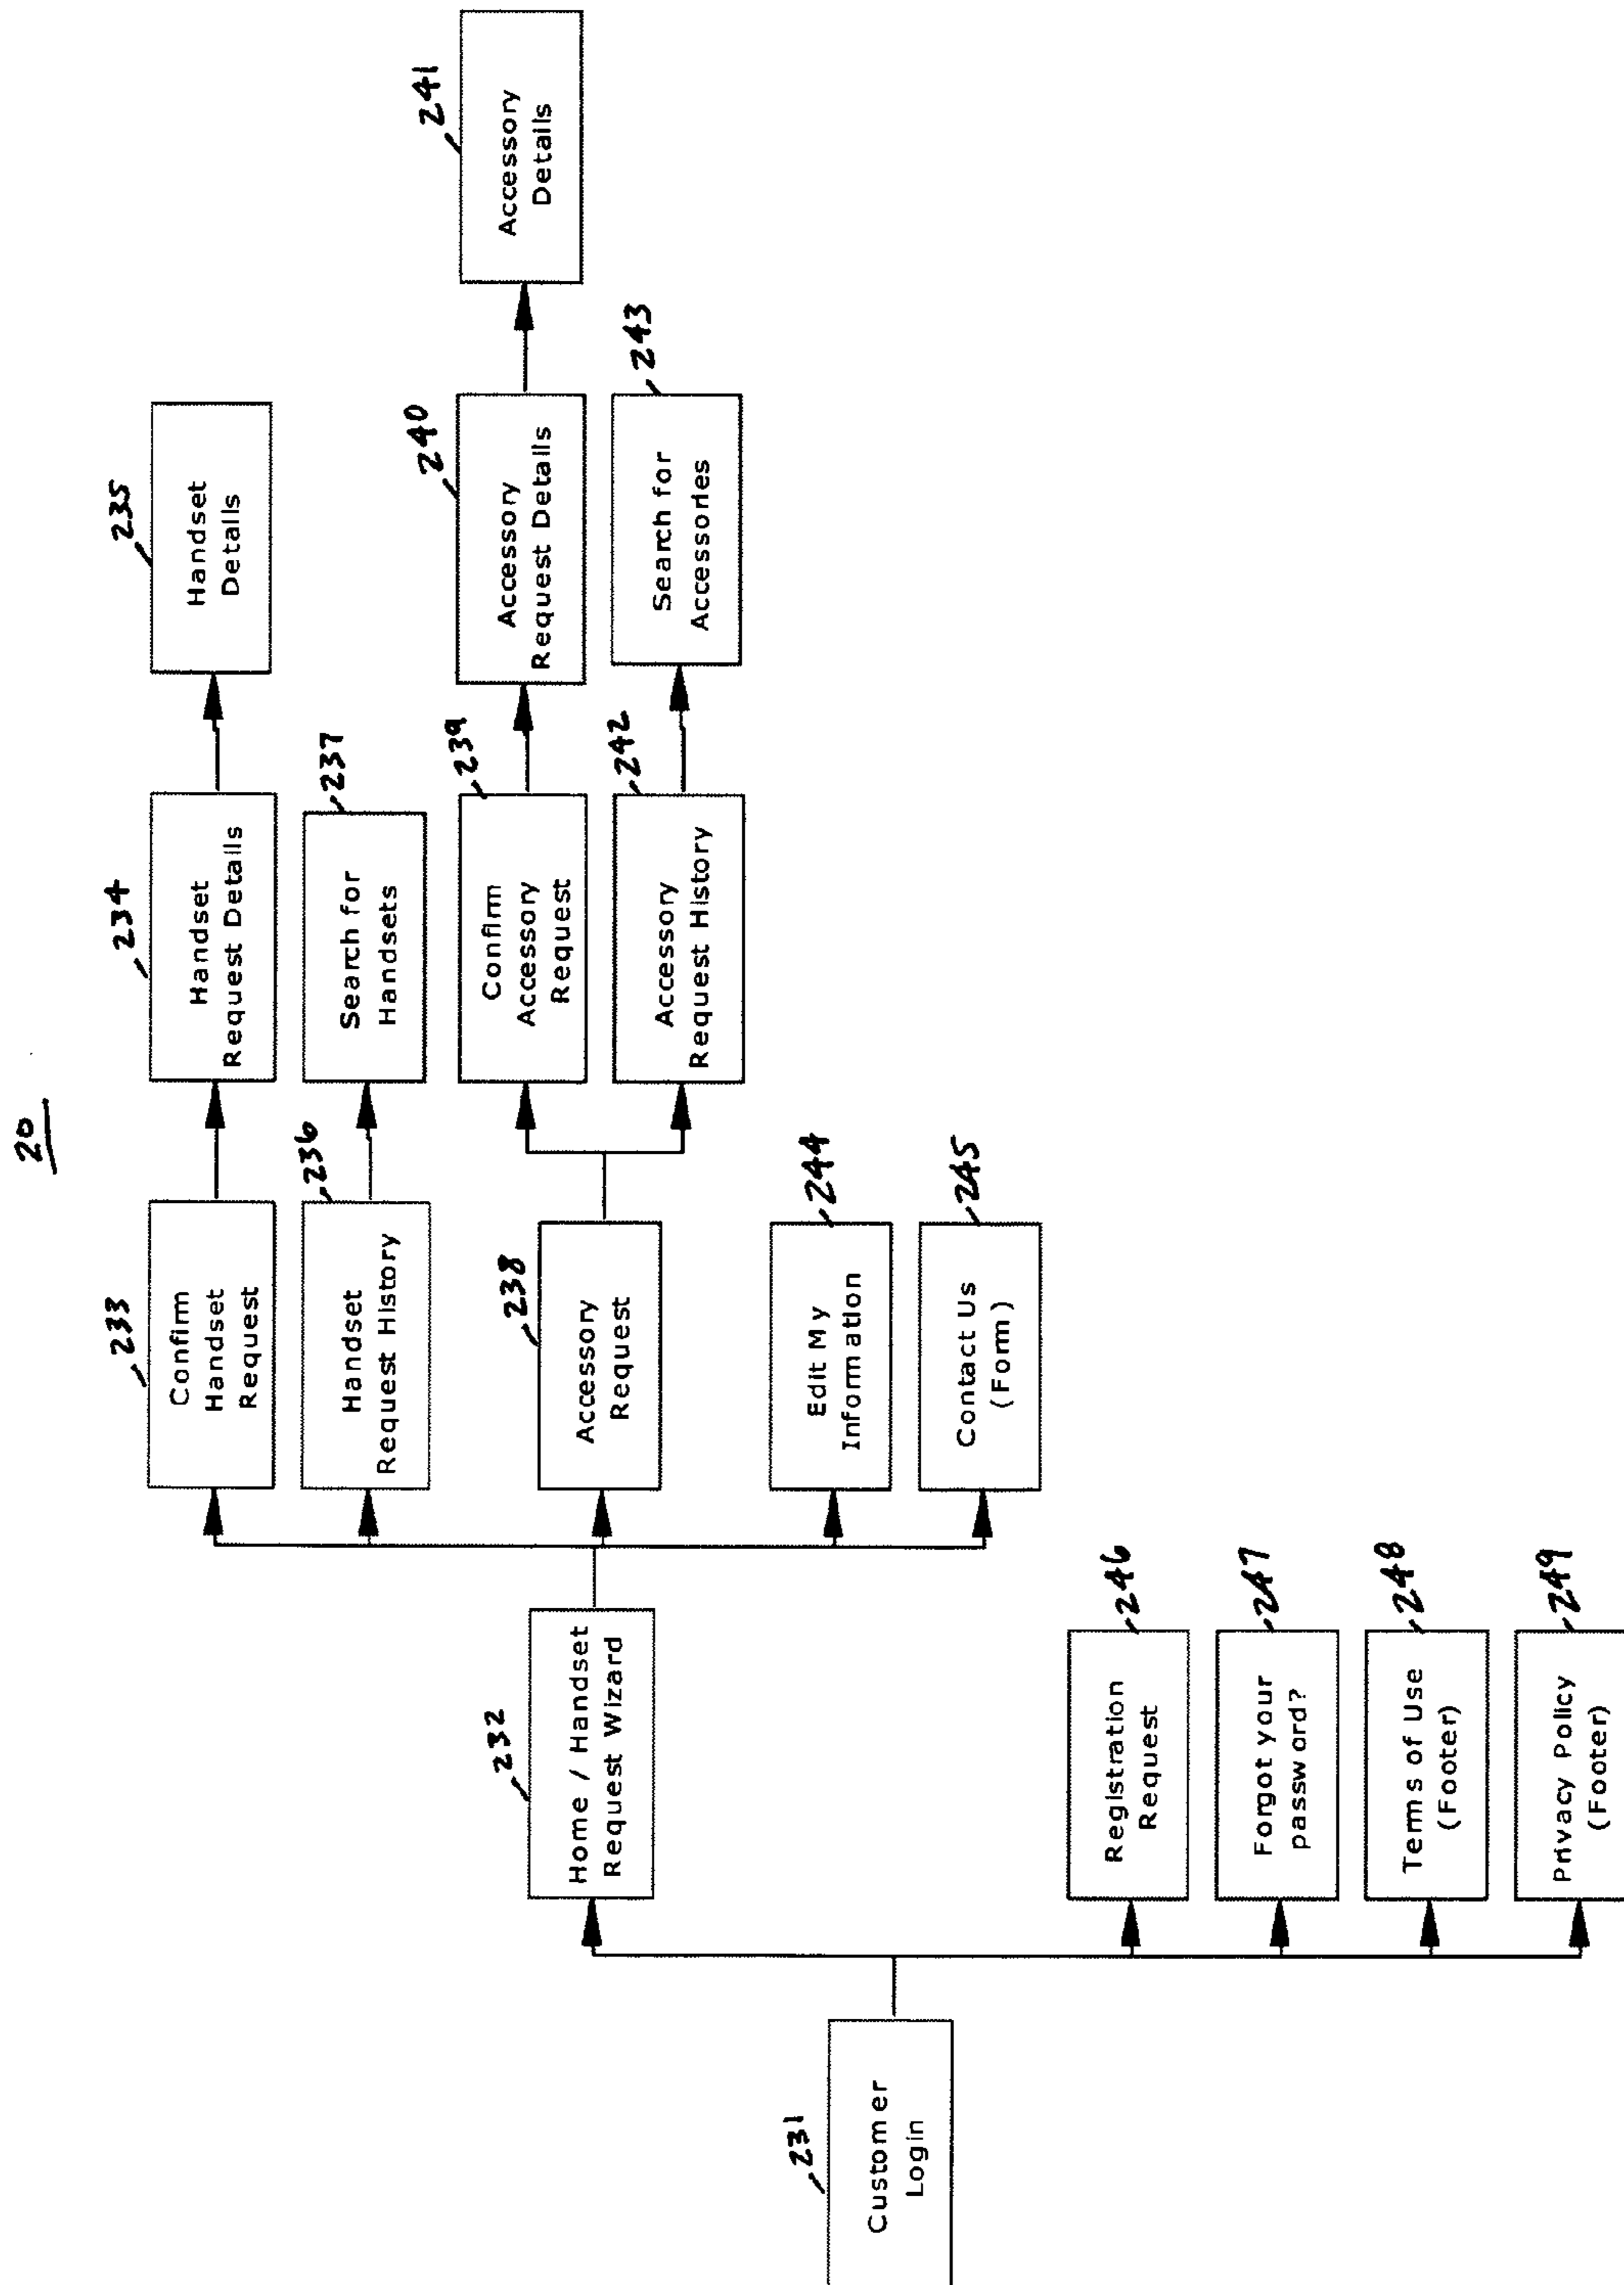 20
231
Customer
Login
232
Home / Handset
Request Wizard
233
Confirm
Handset
Request
234
Handset
Request Details
235
Handset
Details
236
Handset
Request History
237
Search for
Handsets
238
Accessory
Request
239
Confirm
Accessory
Request
240
Accessory
Request Details
241
Accessory
Details
242
Accessory
Request History
243
Search for
Accessories
244
Edit My
Information
245
Contact Us
(Form)
246
Registration
Request
247
Forgot your
password?
248
Terms of Use
(Footer)
249
Privacy Policy
(Footer)